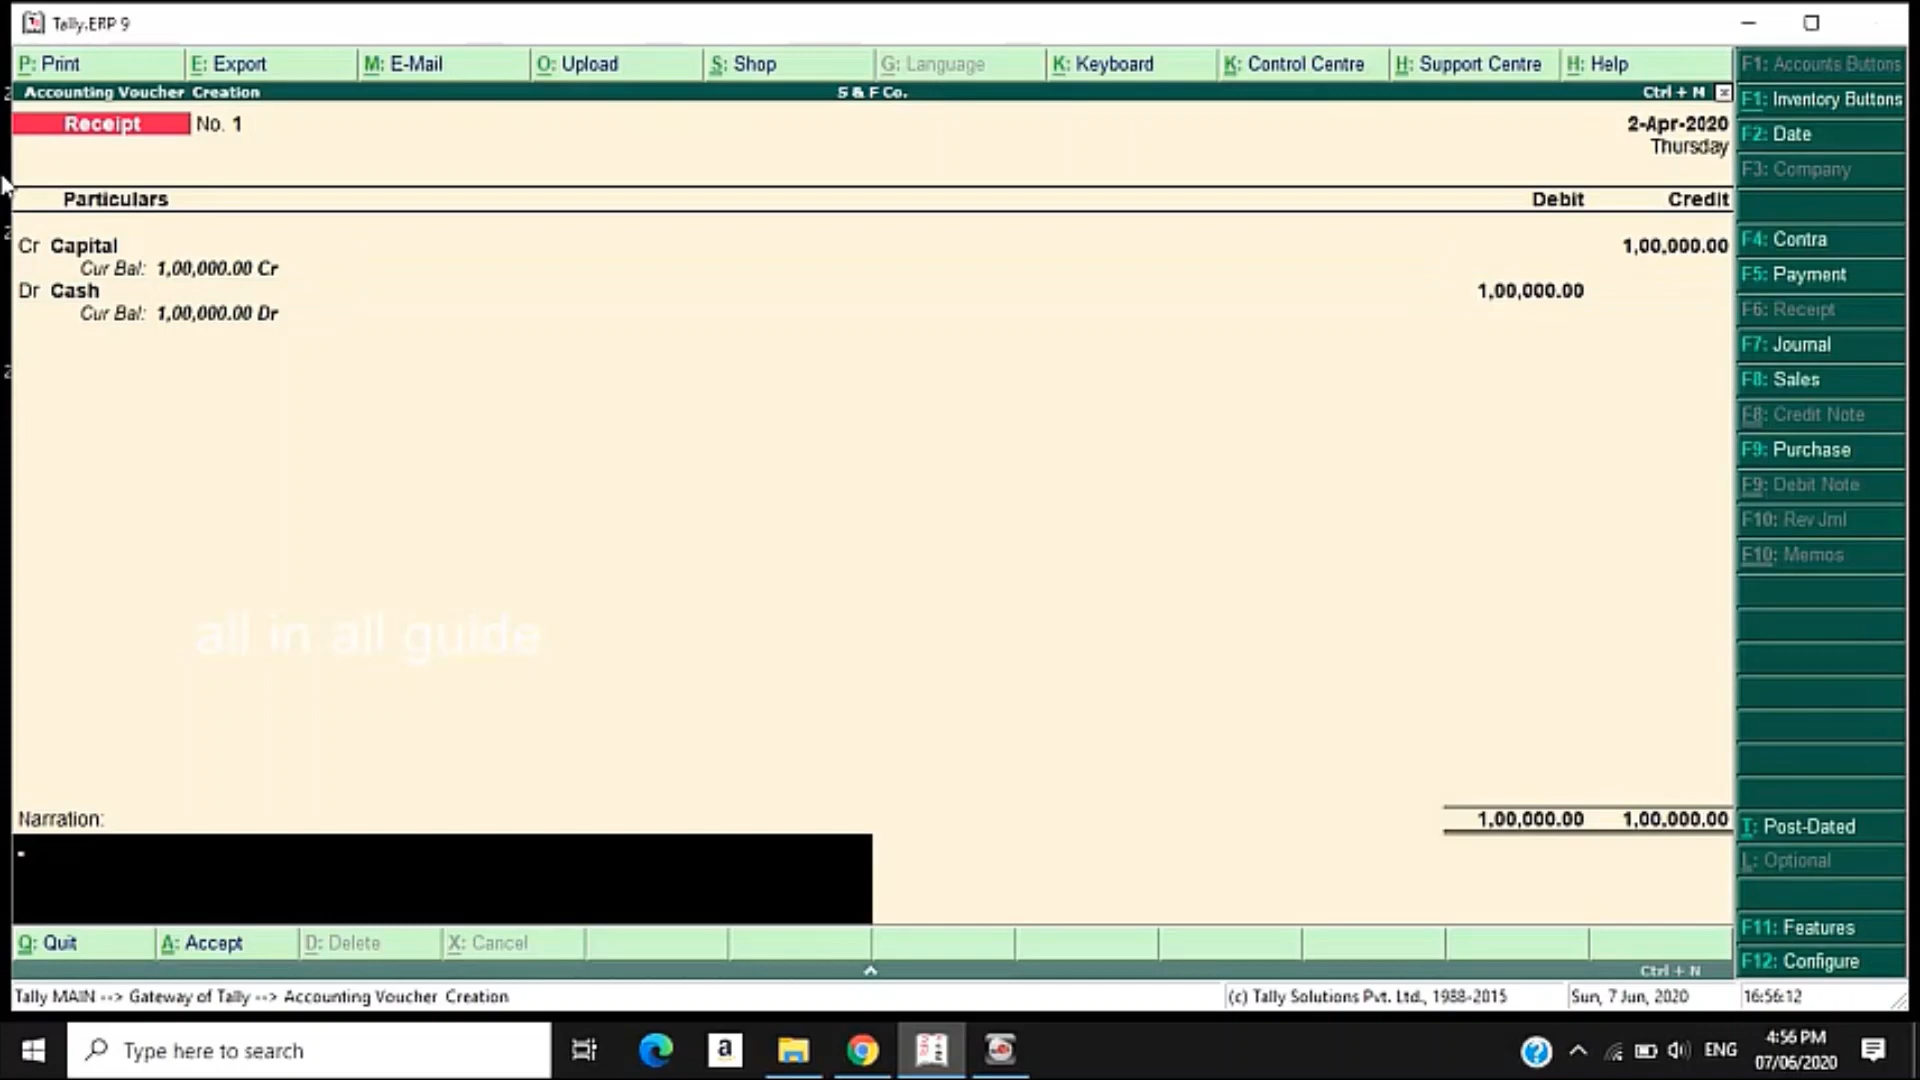 Tally.ERP 9
P: Print E: Export M: E-Mail O: Upload S: Shop G: Language K: Keyboard K: Control Centre H: Support Centre H: Help
Accounting Voucher Creation S & F Co. Ctrl + M
Receipt No. 1 2-Apr-2020
Thursday
Particulars Debit Credit
Cr Capital 1,00,000.00
Cur Bal: 1,00,000.00 Cr
Dr Cash 1,00,000.00
Cur Bal: 1,00,000.00 Dr
all in all guide
Narration: 1,00,000.00 1,00,000.00
Q: Quit A: Accept D: Delete X: Cancel
Ctrl + N
F1: Accounts Buttons
F1: Inventory Buttons
F2: Date
F3: Company
F4: Contra
F5: Payment
F6: Receipt
F7: Journal
F8: Sales
F8: Credit Note
F9: Purchase
F9: Debit Note
F10: Rev Jrnl
F10: Memos
T: Post-Dated
L: Optional
F11: Features
F12: Configure
Tally MAIN --> Gateway of Tally --> Accounting Voucher Creation (c) Tally Solutions Pvt. Ltd., 1988-2015 Sun, 7 Jun, 2020 16:56:12
Type here to search
a
ENG
4:56 PM
07/06/2020